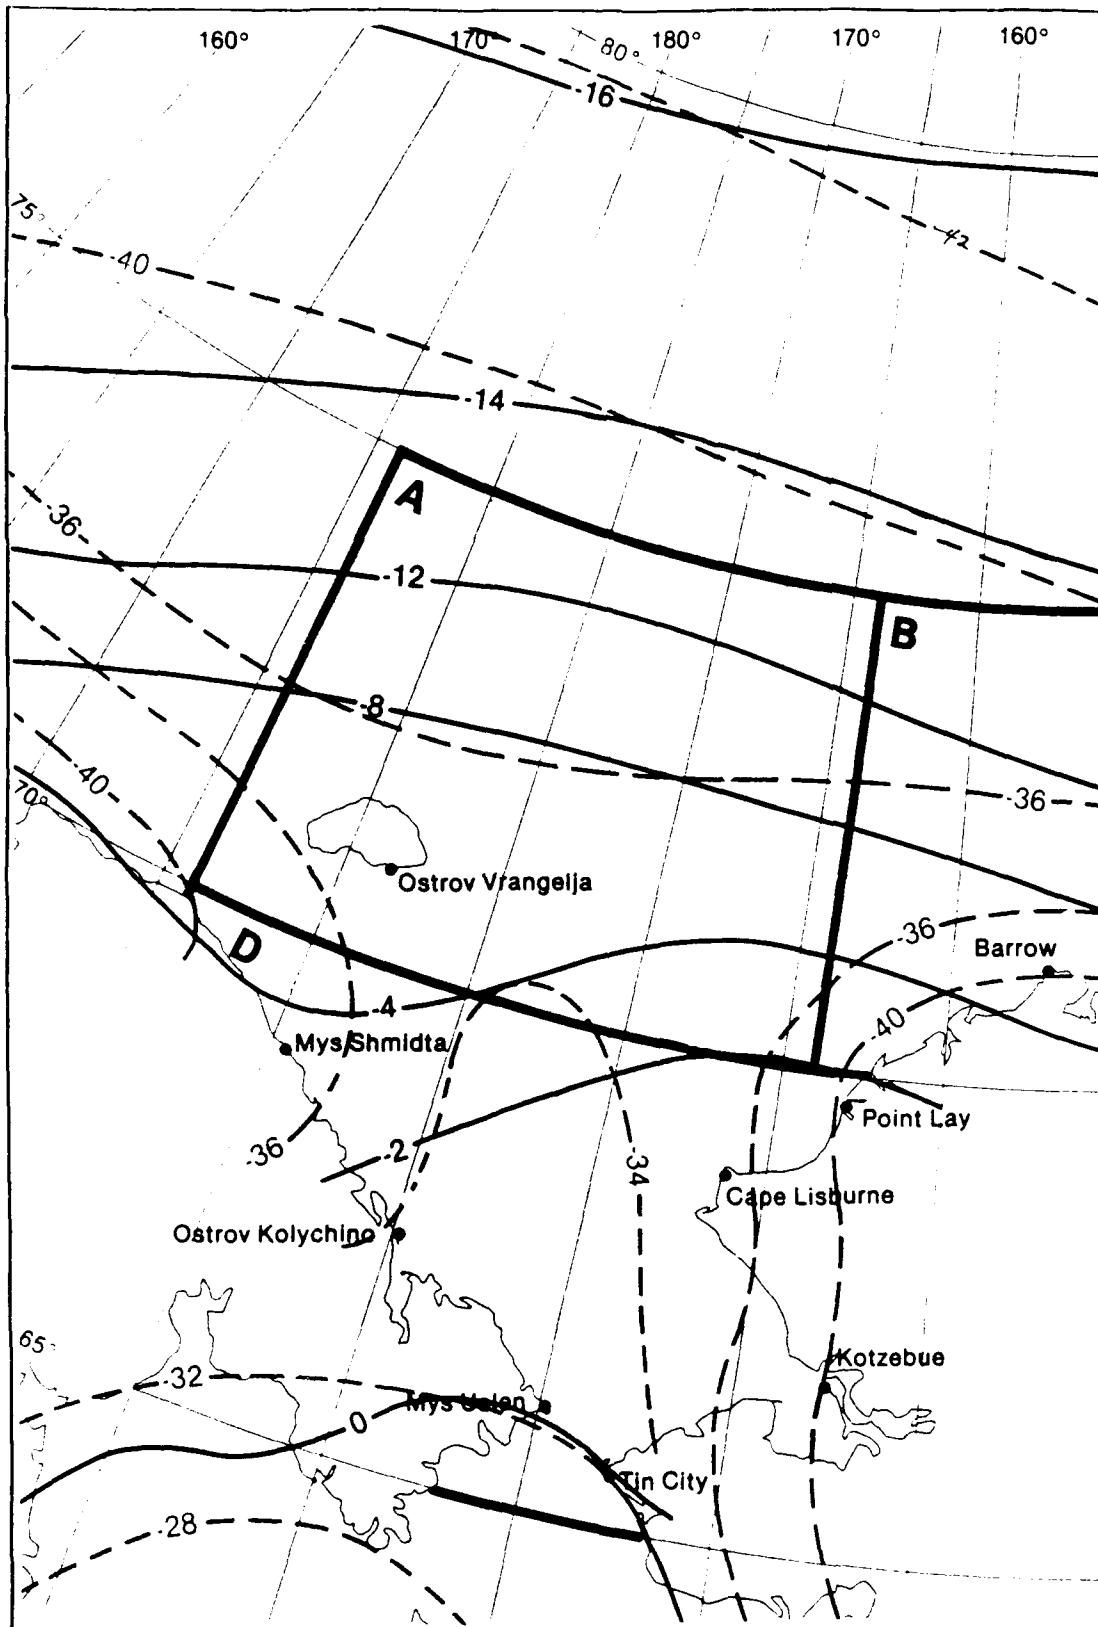 160° 170° 180° 170° 160°
80°
-16
75°
-42
-40
-14
A
-36
-12
B
-8
-40
-36
70°
Ostrov Vrangelja
-36
D
Barrow
-4
-40
Mys Shmidta
Point Lay
-36
-2
-34
Cape Lisburne
Ostrov Kolychino
65°
Kotzebue
-32
Mys Uelen
0
Tin City
-28